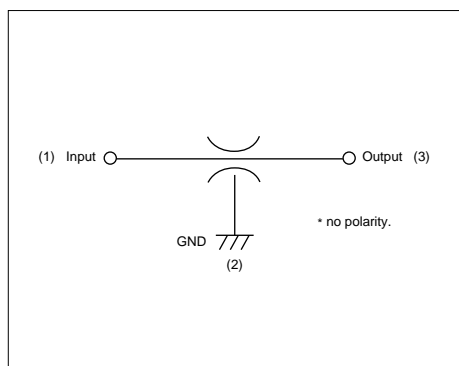 (1) Input Output (3)
* no polarity.
GND
(2)